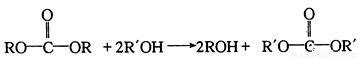 O O
RO—C—OR + 2R′OH → 2ROH + R′O—C—OR′